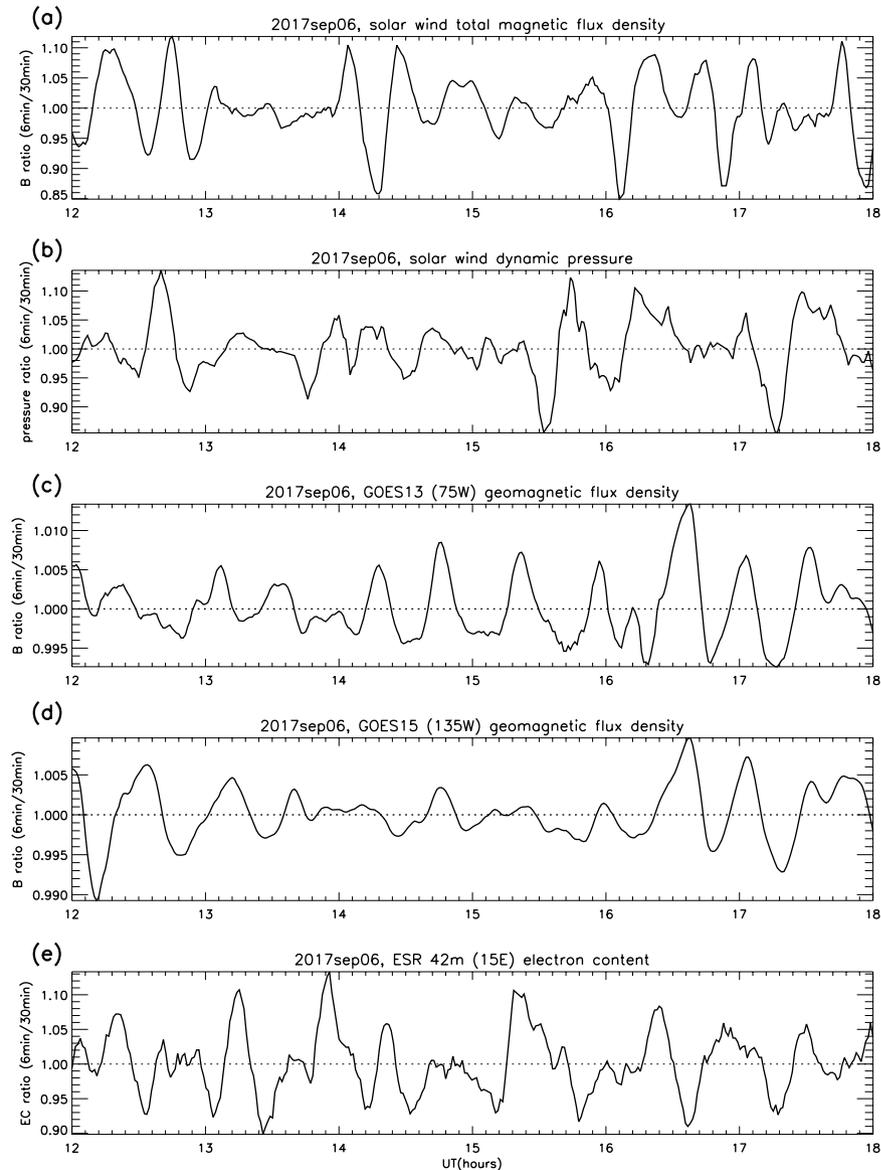 (a)
2017sep06, solar wind total magnetic flux density
B ratio (6min/30min)
1.10
1.05
1.00
0.95
0.90
0.85
12 13 14 15 16 17 18
(b)
2017sep06, solar wind dynamic pressure
pressure ratio (6min/30min)
1.10
1.05
1.00
0.95
0.90
12 13 14 15 16 17 18
(c)
2017sep06, GOES13 (75W) geomagnetic flux density
B ratio (6min/30min)
1.010
1.005
1.000
0.995
12 13 14 15 16 17 18
(d)
2017sep06, GOES15 (135W) geomagnetic flux density
B ratio (6min/30min)
1.005
1.000
0.995
0.990
12 13 14 15 16 17 18
(e)
2017sep06, ESR 42m (15E) electron content
EC ratio (6min/30min)
1.10
1.05
1.00
0.95
0.90
12 13 14 15 16 17 18
UT(hours)